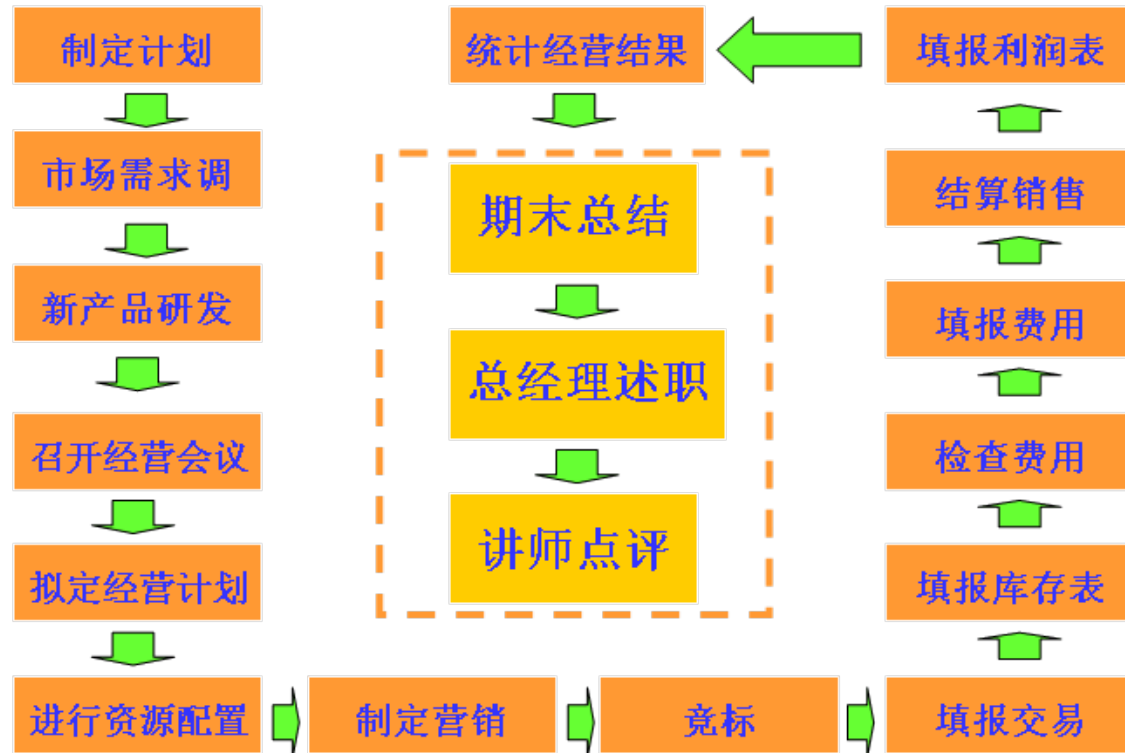 制定计划
市场需求调
新产品研发
召开经营会议
拟定经营计划
进行资源配置
制定营销
竞标
填报交易
填报库存表
检查费用
填报费用
结算销售
填报利润表
统计经营结果
期末总结
总经理述职
讲师点评